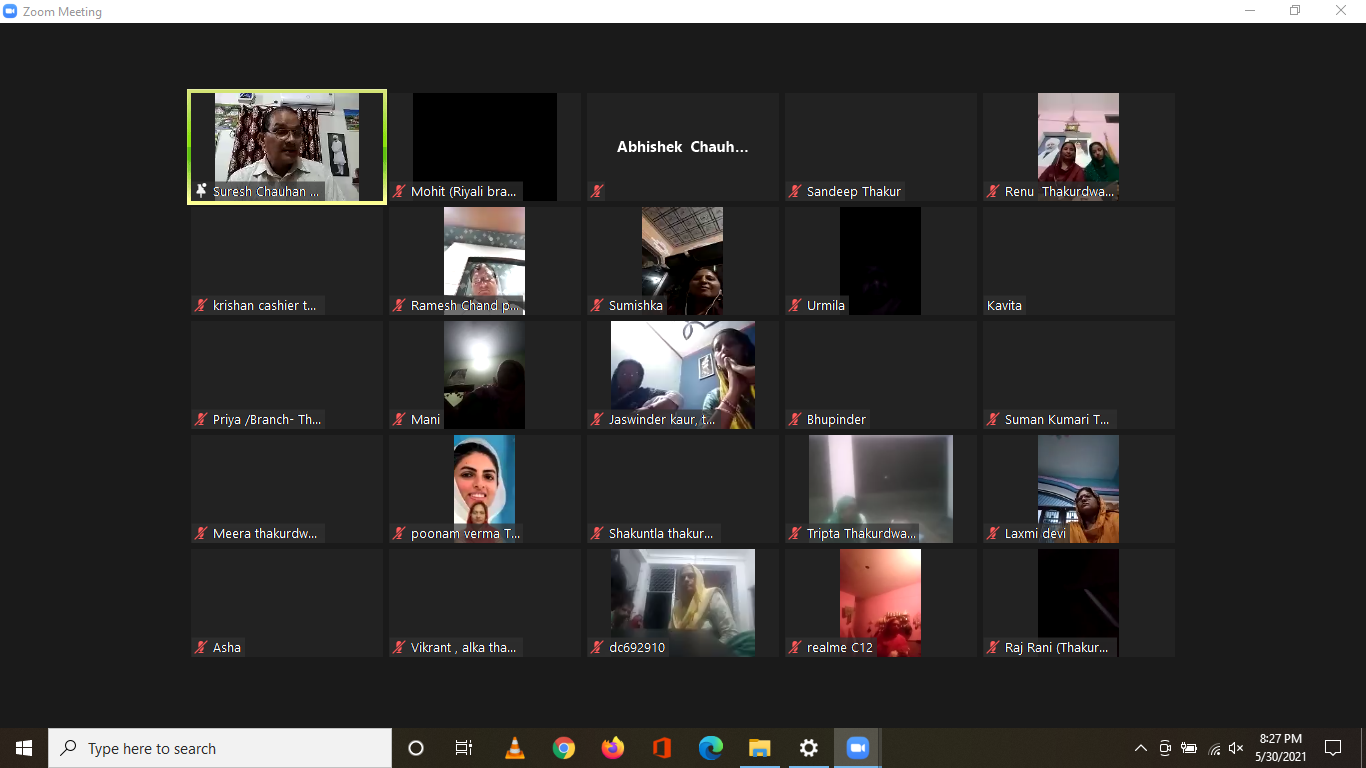 Zoom Meeting
Suresh Chauhan ...
Mohit (Riyali bra...
Abhishek Chauh...
Sandeep Thakur
Renu Thakurdwa...
krishan cashier t...
Ramesh Chand p...
Sumishka
Urmila
Kavita
Priya /Branch- Th...
Mani
Jaswinder kaur, t...
Bhupinder
Suman Kumari T...
Meera thakurdw...
poonam verma T...
Shakuntla thakur...
Tripta Thakurdwa...
Laxmi devi
Asha
Vikrant , alka tha...
dc692910
realme C12
Raj Rani (Thakur...
Type here to search
8:27 PM
5/30/2021